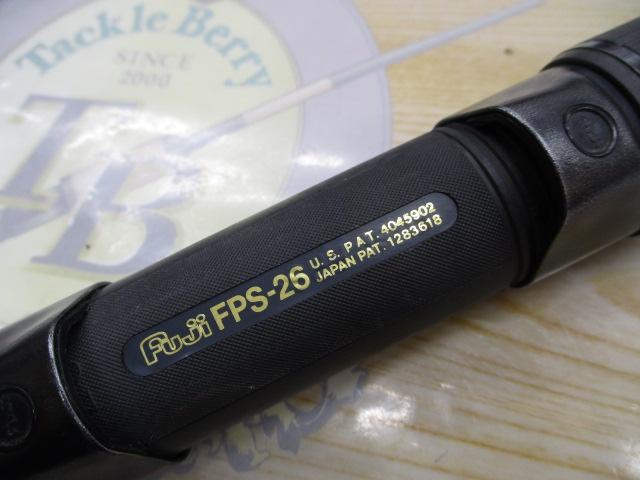 Tackle Berry
SINCE
2000
TB
Fuji FPS-26
U.S. PAT. 4045902
JAPAN PAT. 1283618